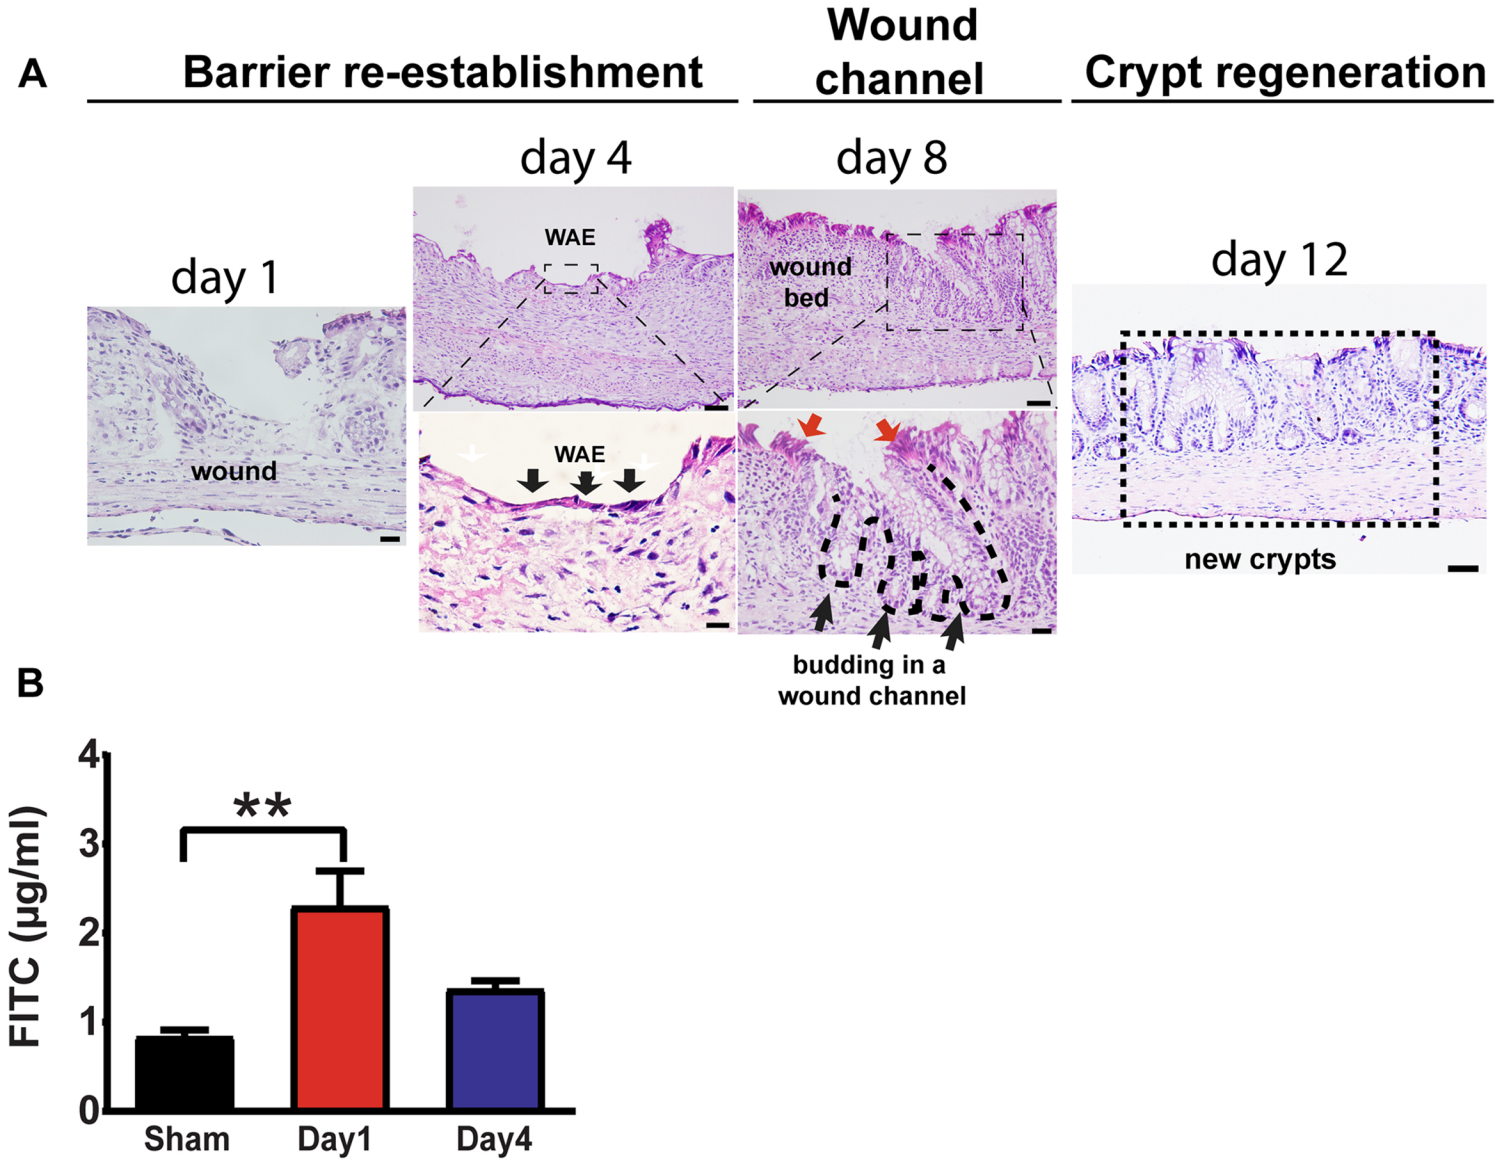 A
Barrier re-establishment
Wound
channel
Crypt regeneration
day 1
day 4
day 8
day 12
wound
WAE
WAE
wound
bed
budding in a
wound channel
new crypts
B
FITC (µg/ml)
4
3
2
1
0
**
Sham
Day1
Day4